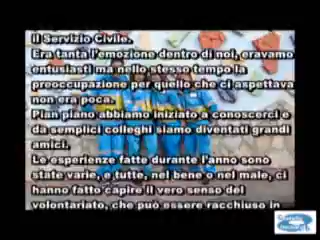 Il Servizio Civile.
Era tanta l'emozione dentro di noi, eravamo
entusiasti ma nello stesso tempo la
preoccupazione per quello che ci aspettava
non era poca.
Pian piano abbiamo iniziato a conoscerci e
da semplici colleghi siamo diventati grandi
amici.
Le esperienze fatte durante l'anno sono
state varie, e tutte, nel bene o nel male, ci
hanno fatto capire il vero senso del
volontariato, che può essere racchiuso in